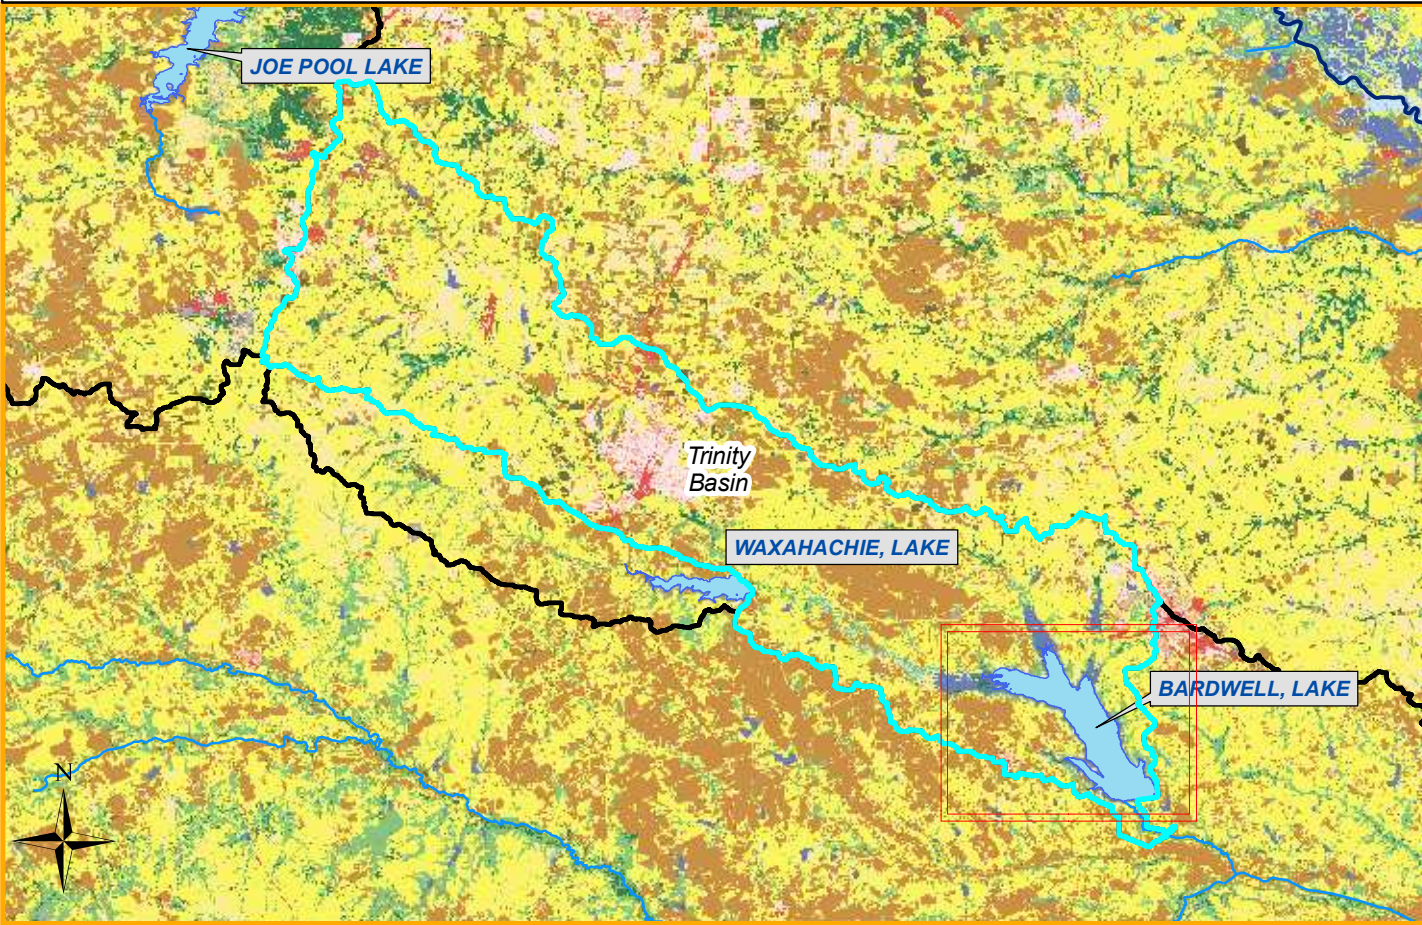 JOE POOL LAKE
Trinity
Basin
WAXAHACHIE, LAKE
BARDWELL, LAKE
N